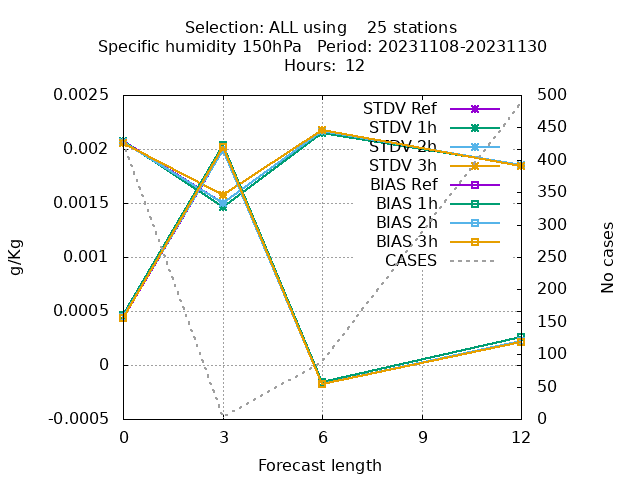 Selection: ALL using    25 stations
Specific humidity 150hPa   Period: 20231108-20231130
Hours: 12
0.0025
0.002
0.0015
0.001
0.0005
0
-0.0005
g/Kg
STDV Ref
STDV 1h
STDV 2h
STDV 3h
BIAS Ref
BIAS 1h
BIAS 2h
BIAS 3h
CASES
500
450
400
350
300
250
200
150
100
50
0
No cases
0 3 6 9 12
Forecast length